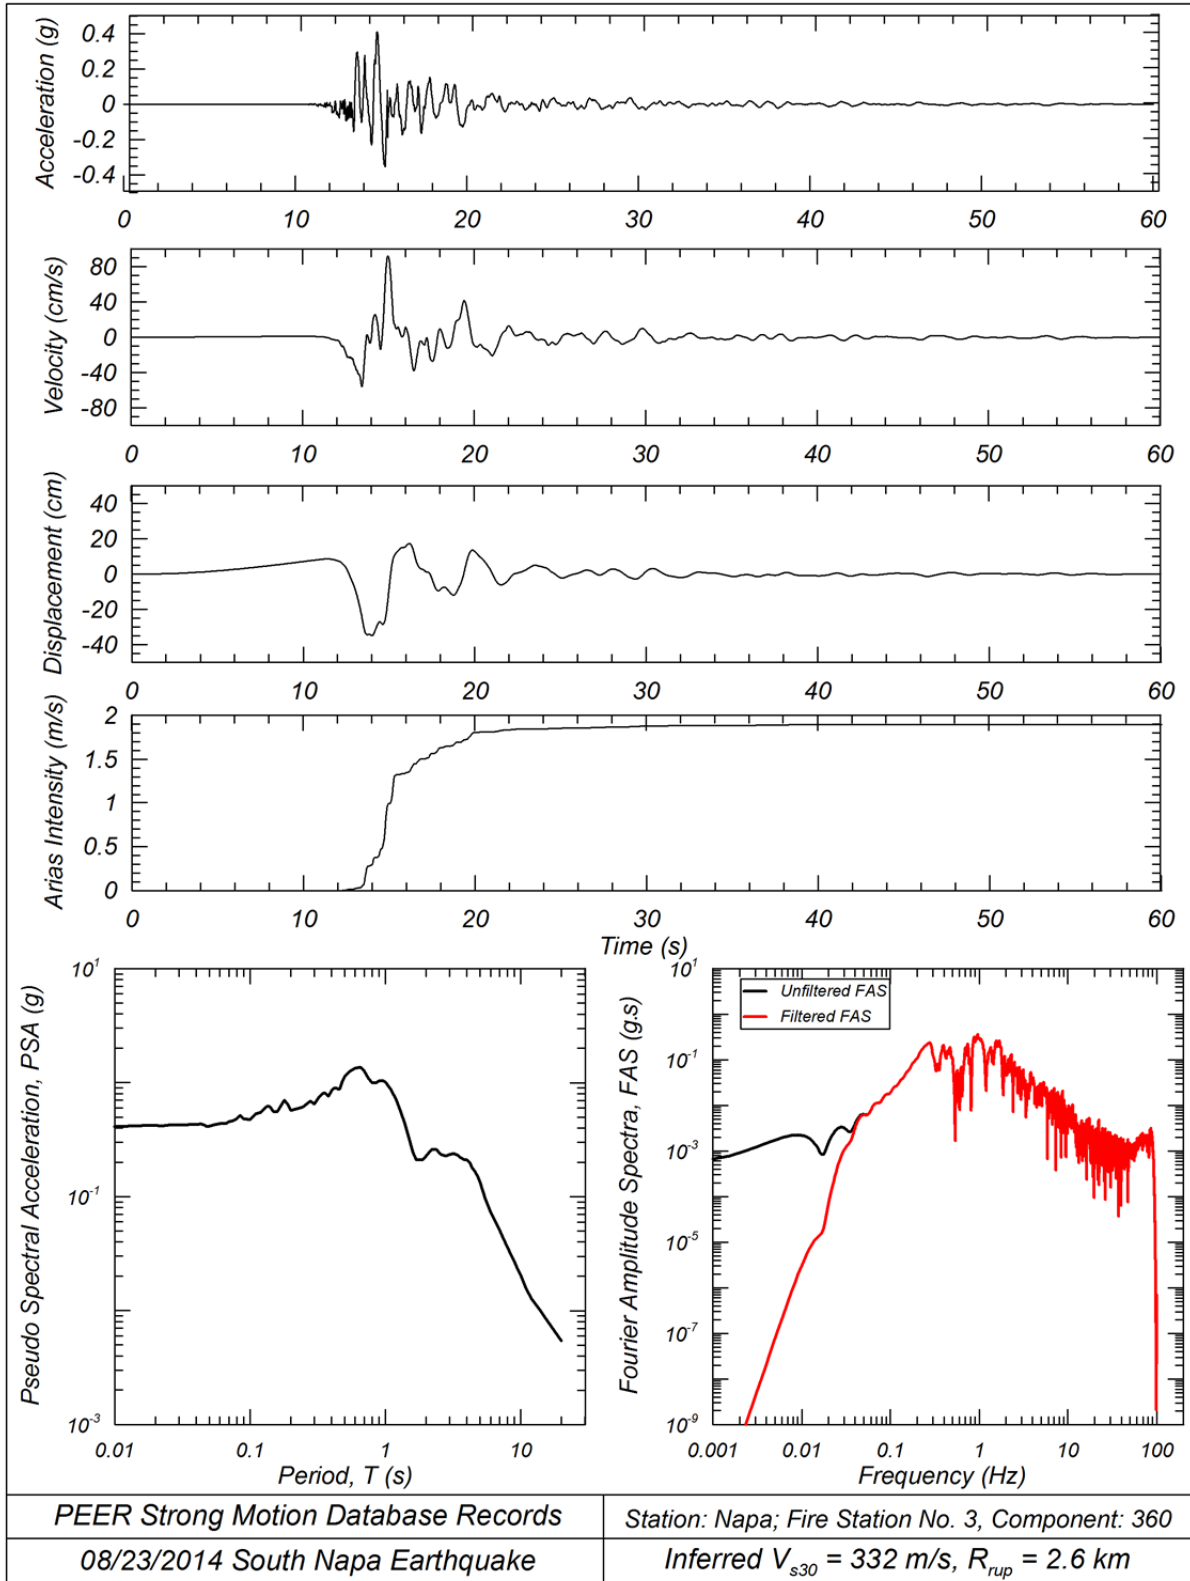 Acceleration (g)
0.4
0.2
0
-0.2
-0.4
0 10 20 30 40 50 60
Velocity (cm/s)
80
40
0
-40
-80
0 10 20 30 40 50 60
Displacement (cm)
40
20
0
-20
-40
0 10 20 30 40 50 60
Arias Intensity (m/s)
2
1.5
1
0.5
0
0 10 20 30 40 50 60
Time (s)
Pseudo Spectral Acceleration, PSA (g)
10¹
10⁻¹
10⁻³
0.01 0.1 1 10
Period, T (s)
Fourier Amplitude Spectra, FAS (g.s)
10¹
10⁻¹
10⁻³
10⁻⁵
10⁻⁷
10⁻⁹
Unfiltered FAS
Filtered FAS
0.001 0.01 0.1 1 10 100
Frequency (Hz)
PEER Strong Motion Database Records
Station: Napa; Fire Station No. 3, Component: 360
08/23/2014 South Napa Earthquake
Inferred Vs30 = 332 m/s, Rrup = 2.6 km